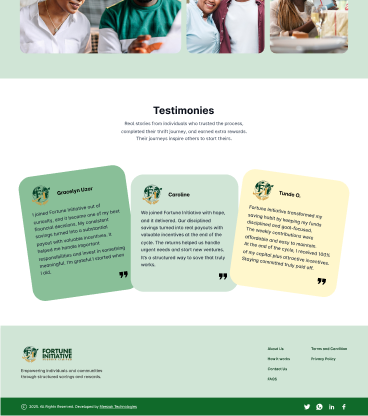 Testimonies
Real stories from individuals who trusted the process,
completed their thrift journey, and earned extra rewards.
Their journeys inspire others to start theirs.
Gracelyn Uzor
I joined Fortune Initiative out of
curiosity, and it became one of my best
financial decision. My consistent
savings turned into a substantial
payout with valuable incentives. It
helped me handle important
responsibilities and invest in something
meaningful. I'm grateful I started when
I did.
Caroline
We joined Fortune Initiative with hope,
and it delivered. Our disciplined
savings turned into real payouts with
valuable incentives at the end of the
cycle. The returns helped us handle
urgent needs and start new ventures.
It's a structured way to save that truly
works.
Tunde O.
Fortune Initiative transformed my
saving habit by keeping my funds
disciplined and goal-focused.
The weekly contributions were
affordable and easy to maintain.
At the end of the cycle, I received 100%
of my capital plus attractive incentives.
Staying committed truly paid off.
FORTUNE
INITIATIVE
Empowering individuals and communities
through structured savings and rewards.
About Us
How it works
Contact Us
FAQS
Terms and Condition
Privacy Policy
2025. All Rights Reserved. Developed by Memak Technologies